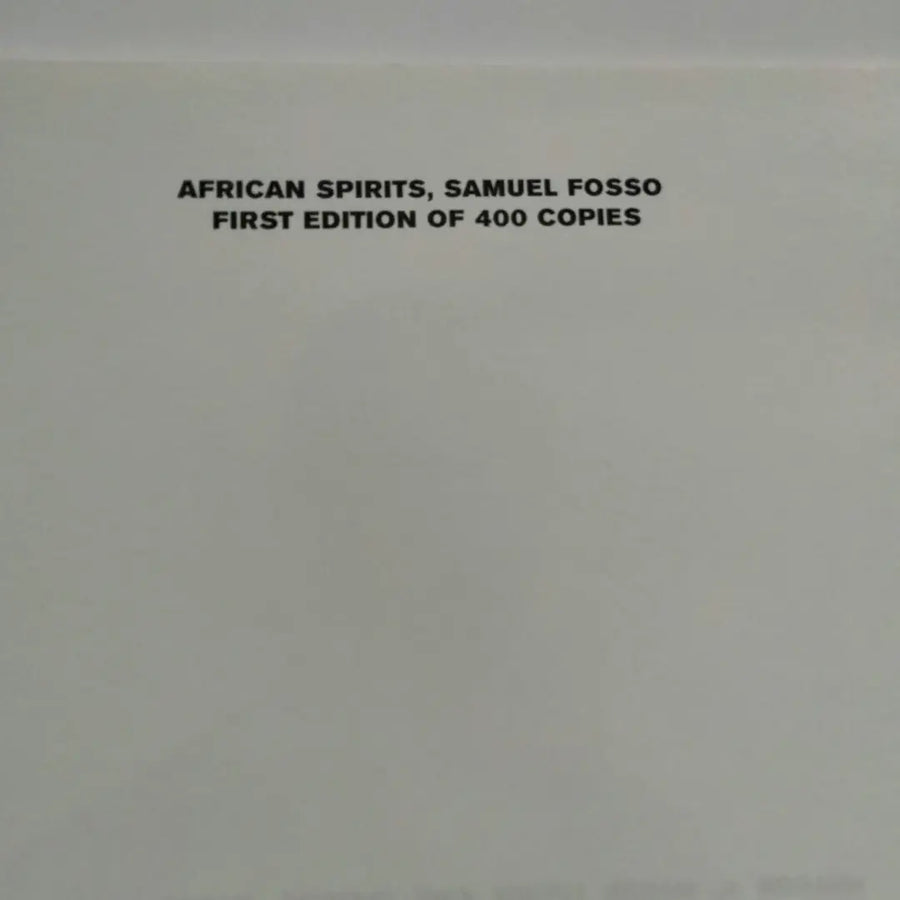 AFRICAN SPIRITS, SAMUEL FOSSO
FIRST EDITION OF 400 COPIES